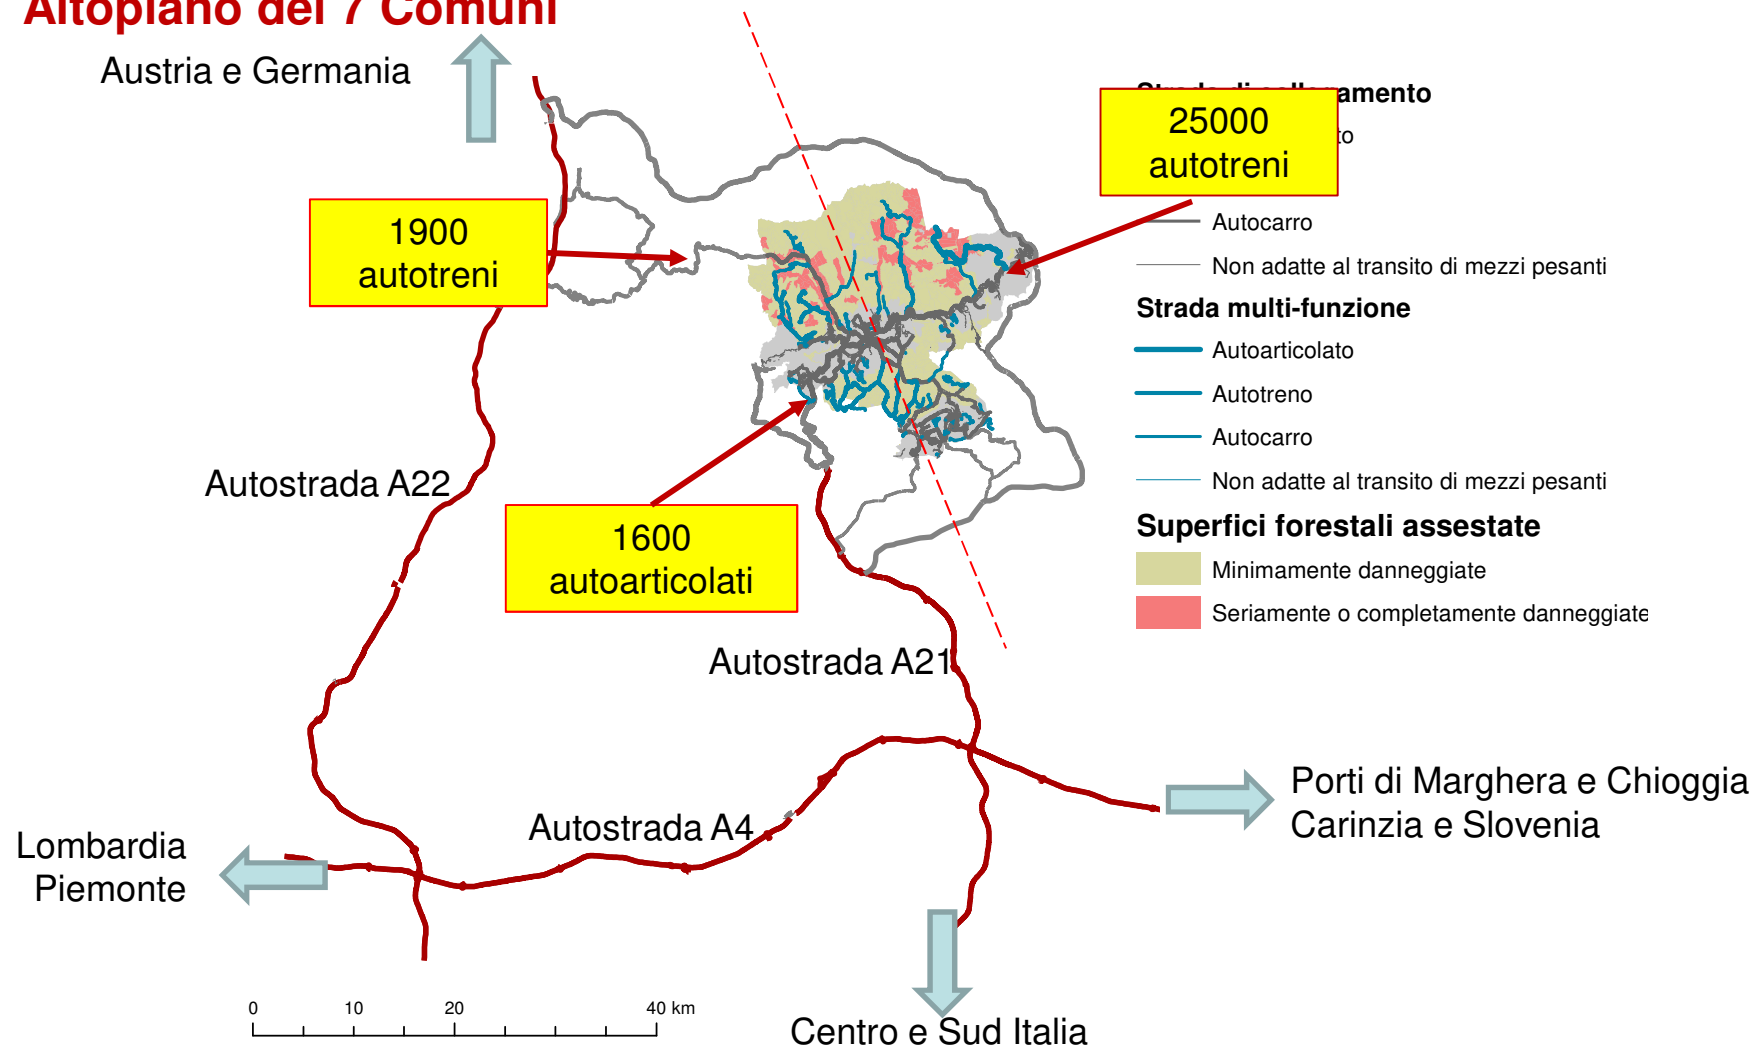 Altopiano dei 7 Comuni
Austria e Germania
25000
autotreni
1900
autotreni
1600
autoarticolati
Autostrada A22
Autostrada A21
Autostrada A4
Lombardia
Piemonte
Porti di Marghera e Chioggia
Carinzia e Slovenia
Centro e Sud Italia
Autocarro
Non adatte al transito di mezzi pesanti
Strada multi-funzione
Autoarticolato
Autotreno
Autocarro
Non adatte al transito di mezzi pesanti
Superfici forestali assestate
Minimamente danneggiate
Seriamente o completamente danneggiate
0 10 20 40 km